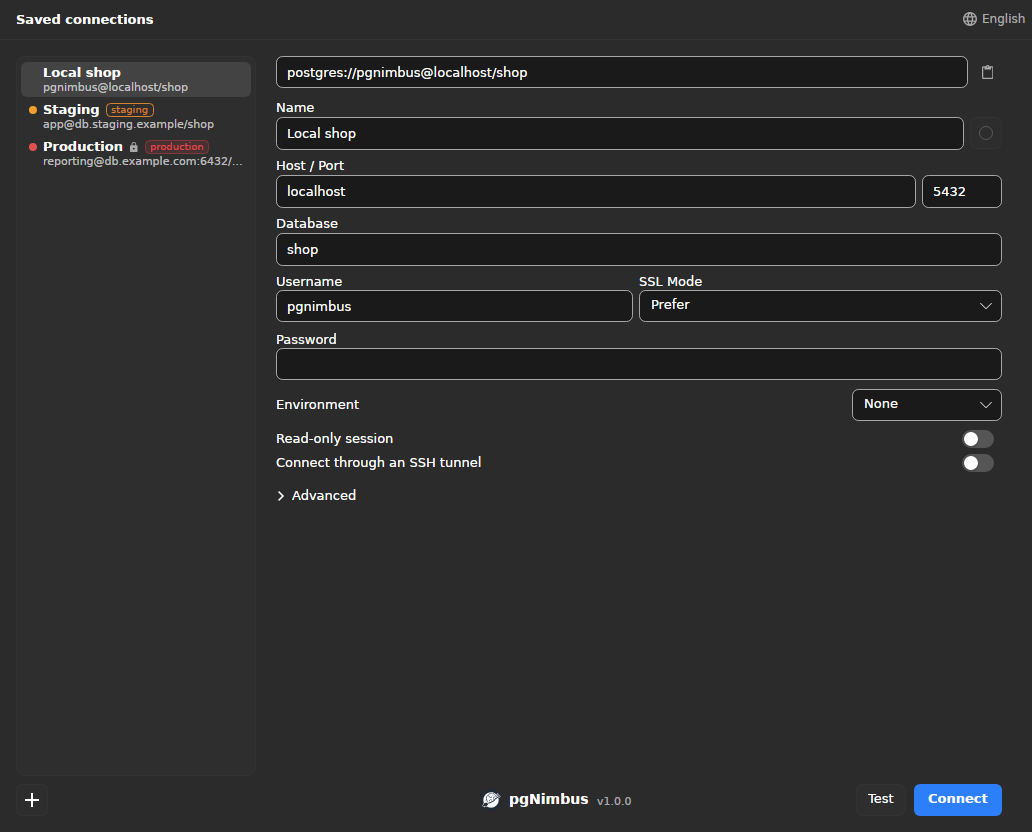 Saved connections
English
Local shop
pgnimbus@localhost/shop
Staging staging
app@db.staging.example/shop
Production production
reporting@db.example.com:6432/...
postgres://pgnimbus@localhost/shop
Name
Local shop
Host / Port
localhost 5432
Database
shop
Username SSL Mode
pgnimbus Prefer
Password
Environment None
Read-only session
Connect through an SSH tunnel
Advanced
pgNimbus v1.0.0
Test Connect